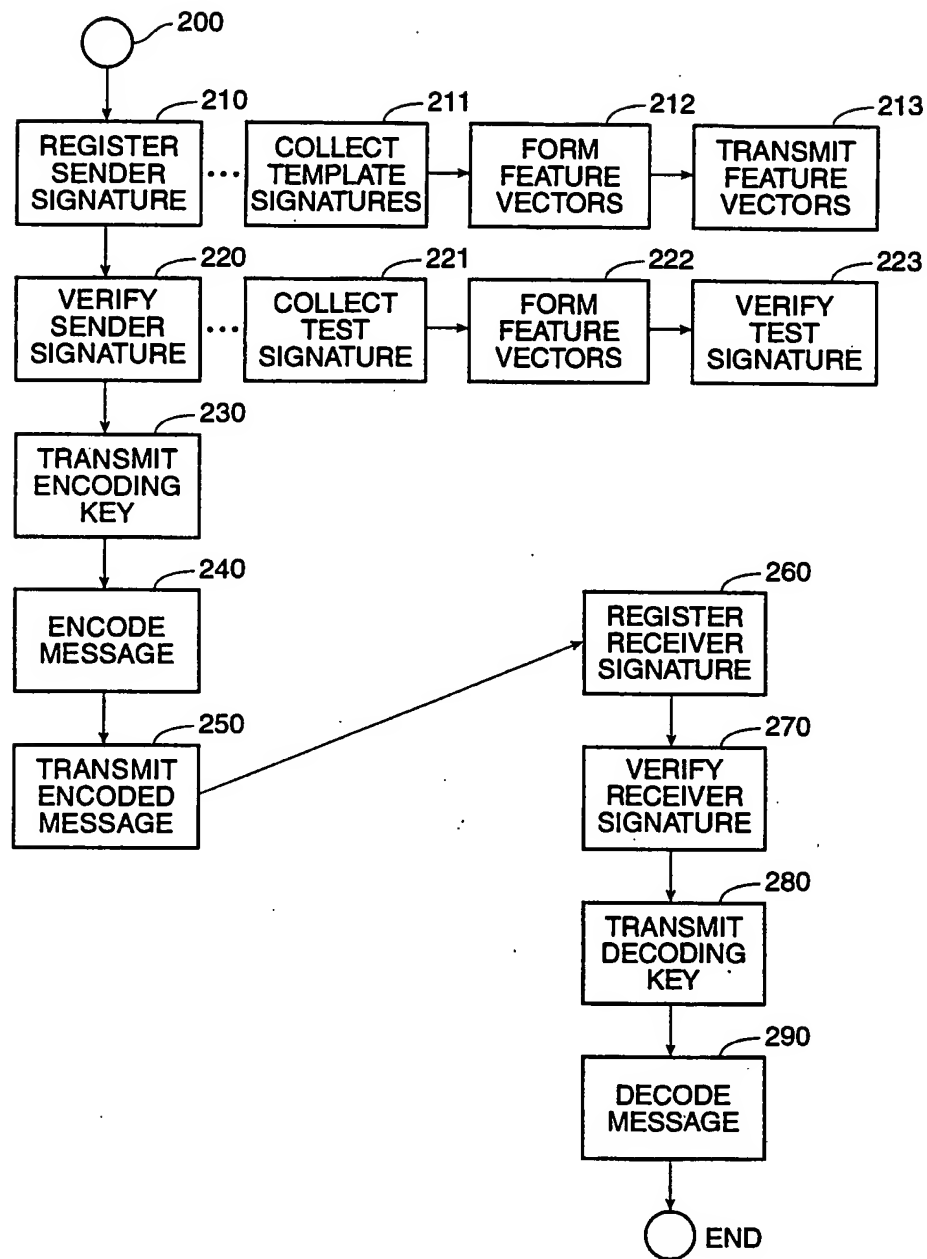 200
210
211
212
213
REGISTER
SENDER
SIGNATURE
COLLECT
TEMPLATE
SIGNATURES
FORM
FEATURE
VECTORS
TRANSMIT
FEATURE
VECTORS
220
221
222
223
VERIFY
SENDER
SIGNATURE
COLLECT
TEST
SIGNATURE
FORM
FEATURE
VECTORS
VERIFY
TEST
SIGNATURE
230
TRANSMIT
ENCODING
KEY
240
ENCODE
MESSAGE
250
TRANSMIT
ENCODED
MESSAGE
260
REGISTER
RECEIVER
SIGNATURE
270
VERIFY
RECEIVER
SIGNATURE
280
TRANSMIT
DECODING
KEY
290
DECODE
MESSAGE
END